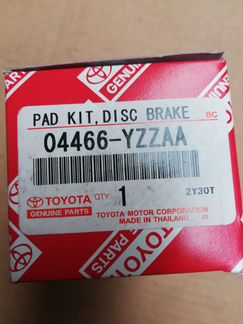 PAD KIT, DISC BRAKE BC
04466-YZZAA
TOYOTA QTY 1 2Y30T
GENUINE PARTS TOYOTA MOTOR CORPORATION
MADE IN THAILAND
TOYOTA
GENUINE
PARTS